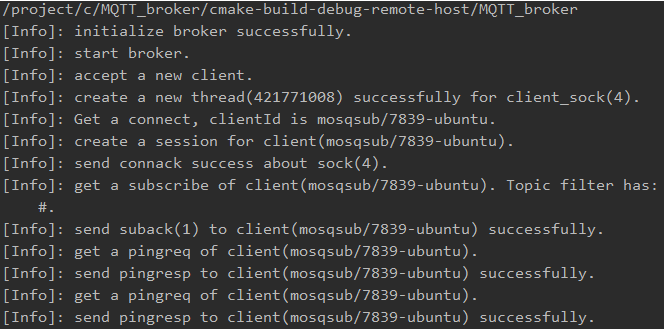 /project/c/MQTT_broker/cmake-build-debug-remote-host/MQTT_broker
[Info]: initialize broker successfully.
[Info]: start broker.
[Info]: accept a new client.
[Info]: create a new thread(421771008) successfully for client_sock(4).
[Info]: Get a connect, clientId is mosqsub/7839-ubuntu.
[Info]: create a session for client(mosqsub/7839-ubuntu).
[Info]: send connack success about sock(4).
[Info]: get a subscribe of client(mosqsub/7839-ubuntu). Topic filter has:
    #.
[Info]: send suback(1) to client(mosqsub/7839-ubuntu) successfully.
[Info]: get a pingreq of client(mosqsub/7839-ubuntu).
[Info]: send pingresp to client(mosqsub/7839-ubuntu) successfully.
[Info]: get a pingreq of client(mosqsub/7839-ubuntu).
[Info]: send pingresp to client(mosqsub/7839-ubuntu) successfully.